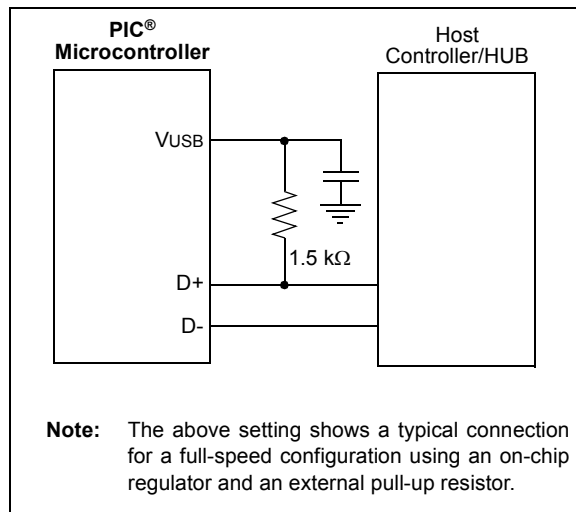 PIC®
Microcontroller
Host
Controller/HUB
VUSB
1.5 kΩ
D+
D-
Note: The above setting shows a typical connection
for a full-speed configuration using an on-chip
regulator and an external pull-up resistor.